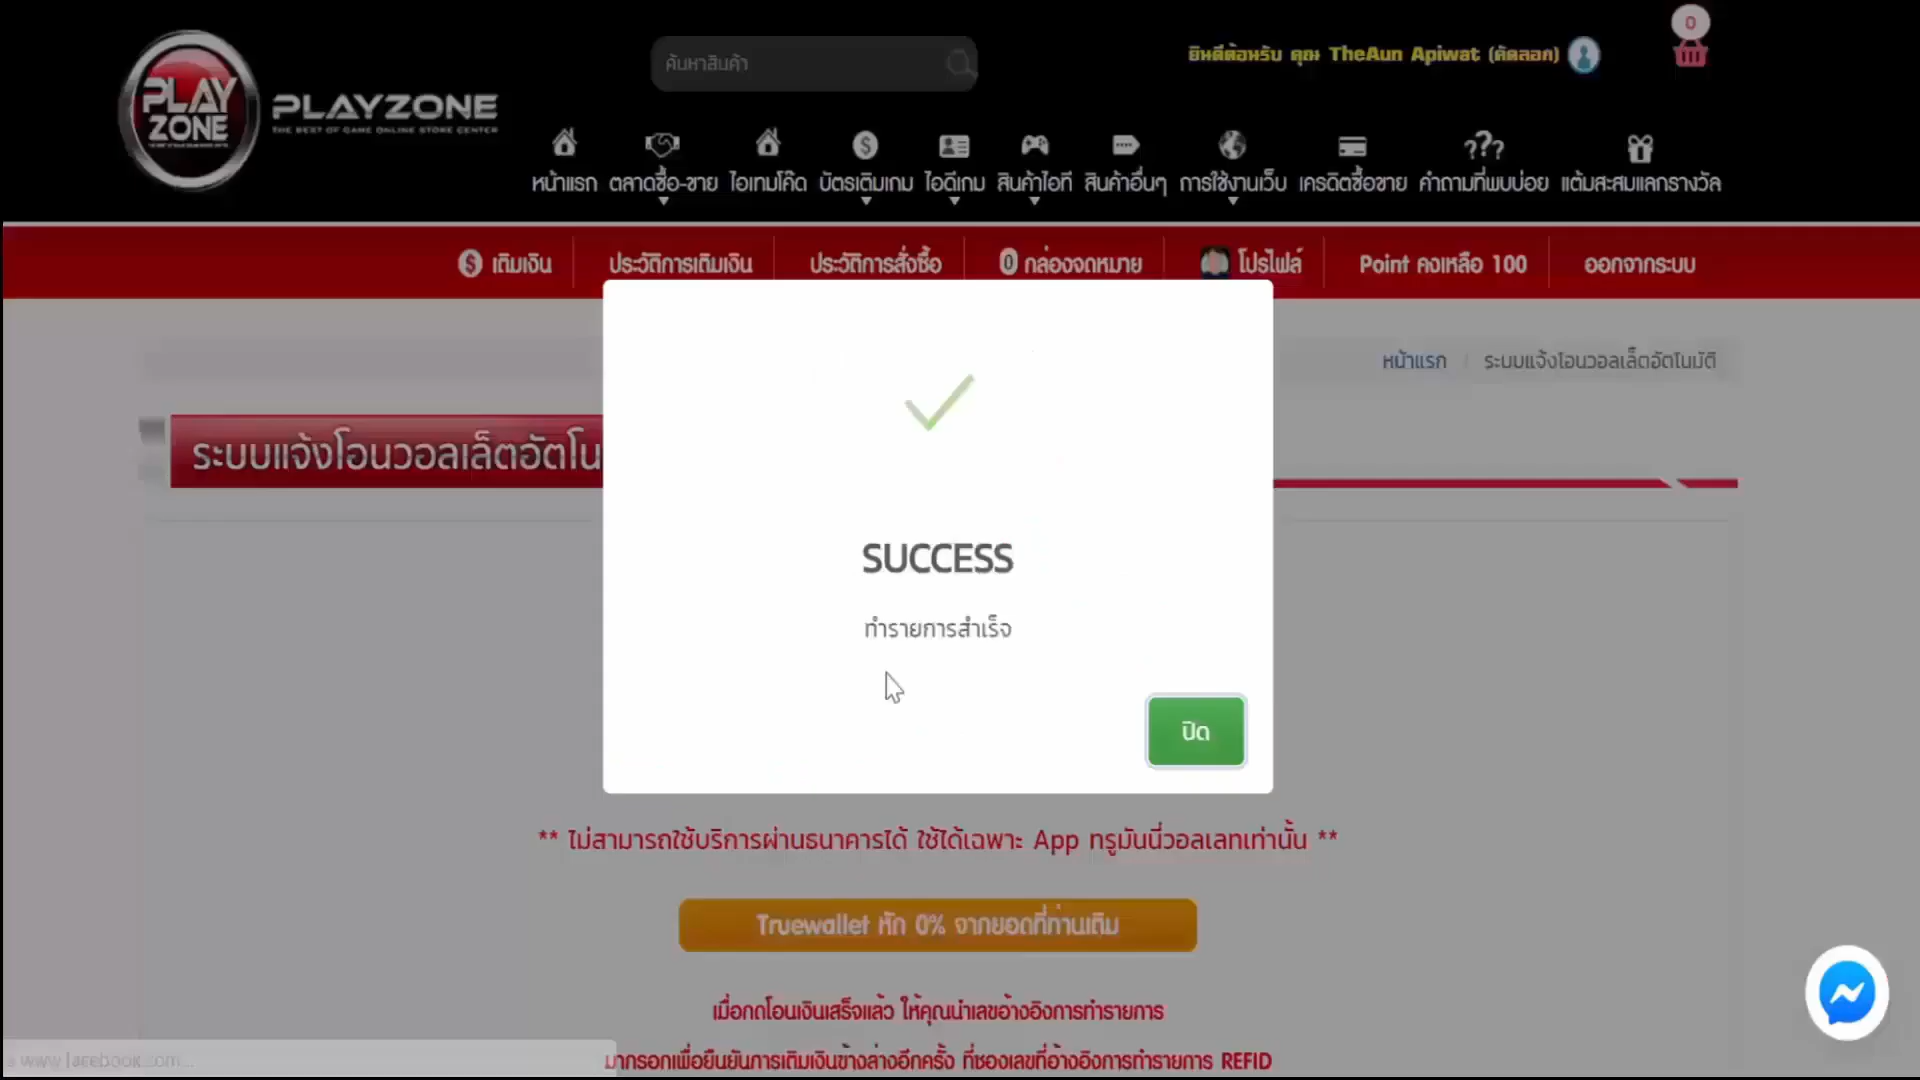 0
ค้นหาสินค้า
ยินดีต้อนรับ คุณ TheAun Apiwat (คัดลอก)
PLAY
ZONE
PLAYZONE
THE BEST OF GAME ONLINE STORE CENTER
หน้าแรก ตลาดซื้อ-ขาย ไอเทมโค๊ด บัตรเติมเกม ไอดีเกม สินค้าไอที สินค้าอื่นๆ การใช้งานเว็บ เครดิตซื้อขาย คำถามที่พบบ่อย แต้มสะสมแลกรางวัล
เติมเงิน ประวัติการเติมเงิน ประวัติการสั่งซื้อ 0 กล่องจดหมาย โปรไฟล์ Point คงเหลือ 100 ออกจากระบบ
หน้าแรก / ระบบแจ้งโอนวอลเล็ตอัตโนมัติ
ระบบแจ้งโอนวอลเล็ตอัตโน
SUCCESS
ทำรายการสำเร็จ
ปิด
** ไม่สามารถใช้บริการผ่านธนาคารได้ ใช้ได้เฉพาะ App ทรูมันนี่วอลเลทเท่านั้น **
Truewallet หัก 0% จากยอดที่ท่านเติม
เมื่อกดโอนเงินเสร็จแล้ว ให้คุณนำเลขอ้างอิงการทำรายการ
มากรอกเพื่อยืนยันการเติมเงินข้างล่างอีกครั้ง ที่ช่องเลขที่อ้างอิงการทำรายการ REFID
www.facebook.com...